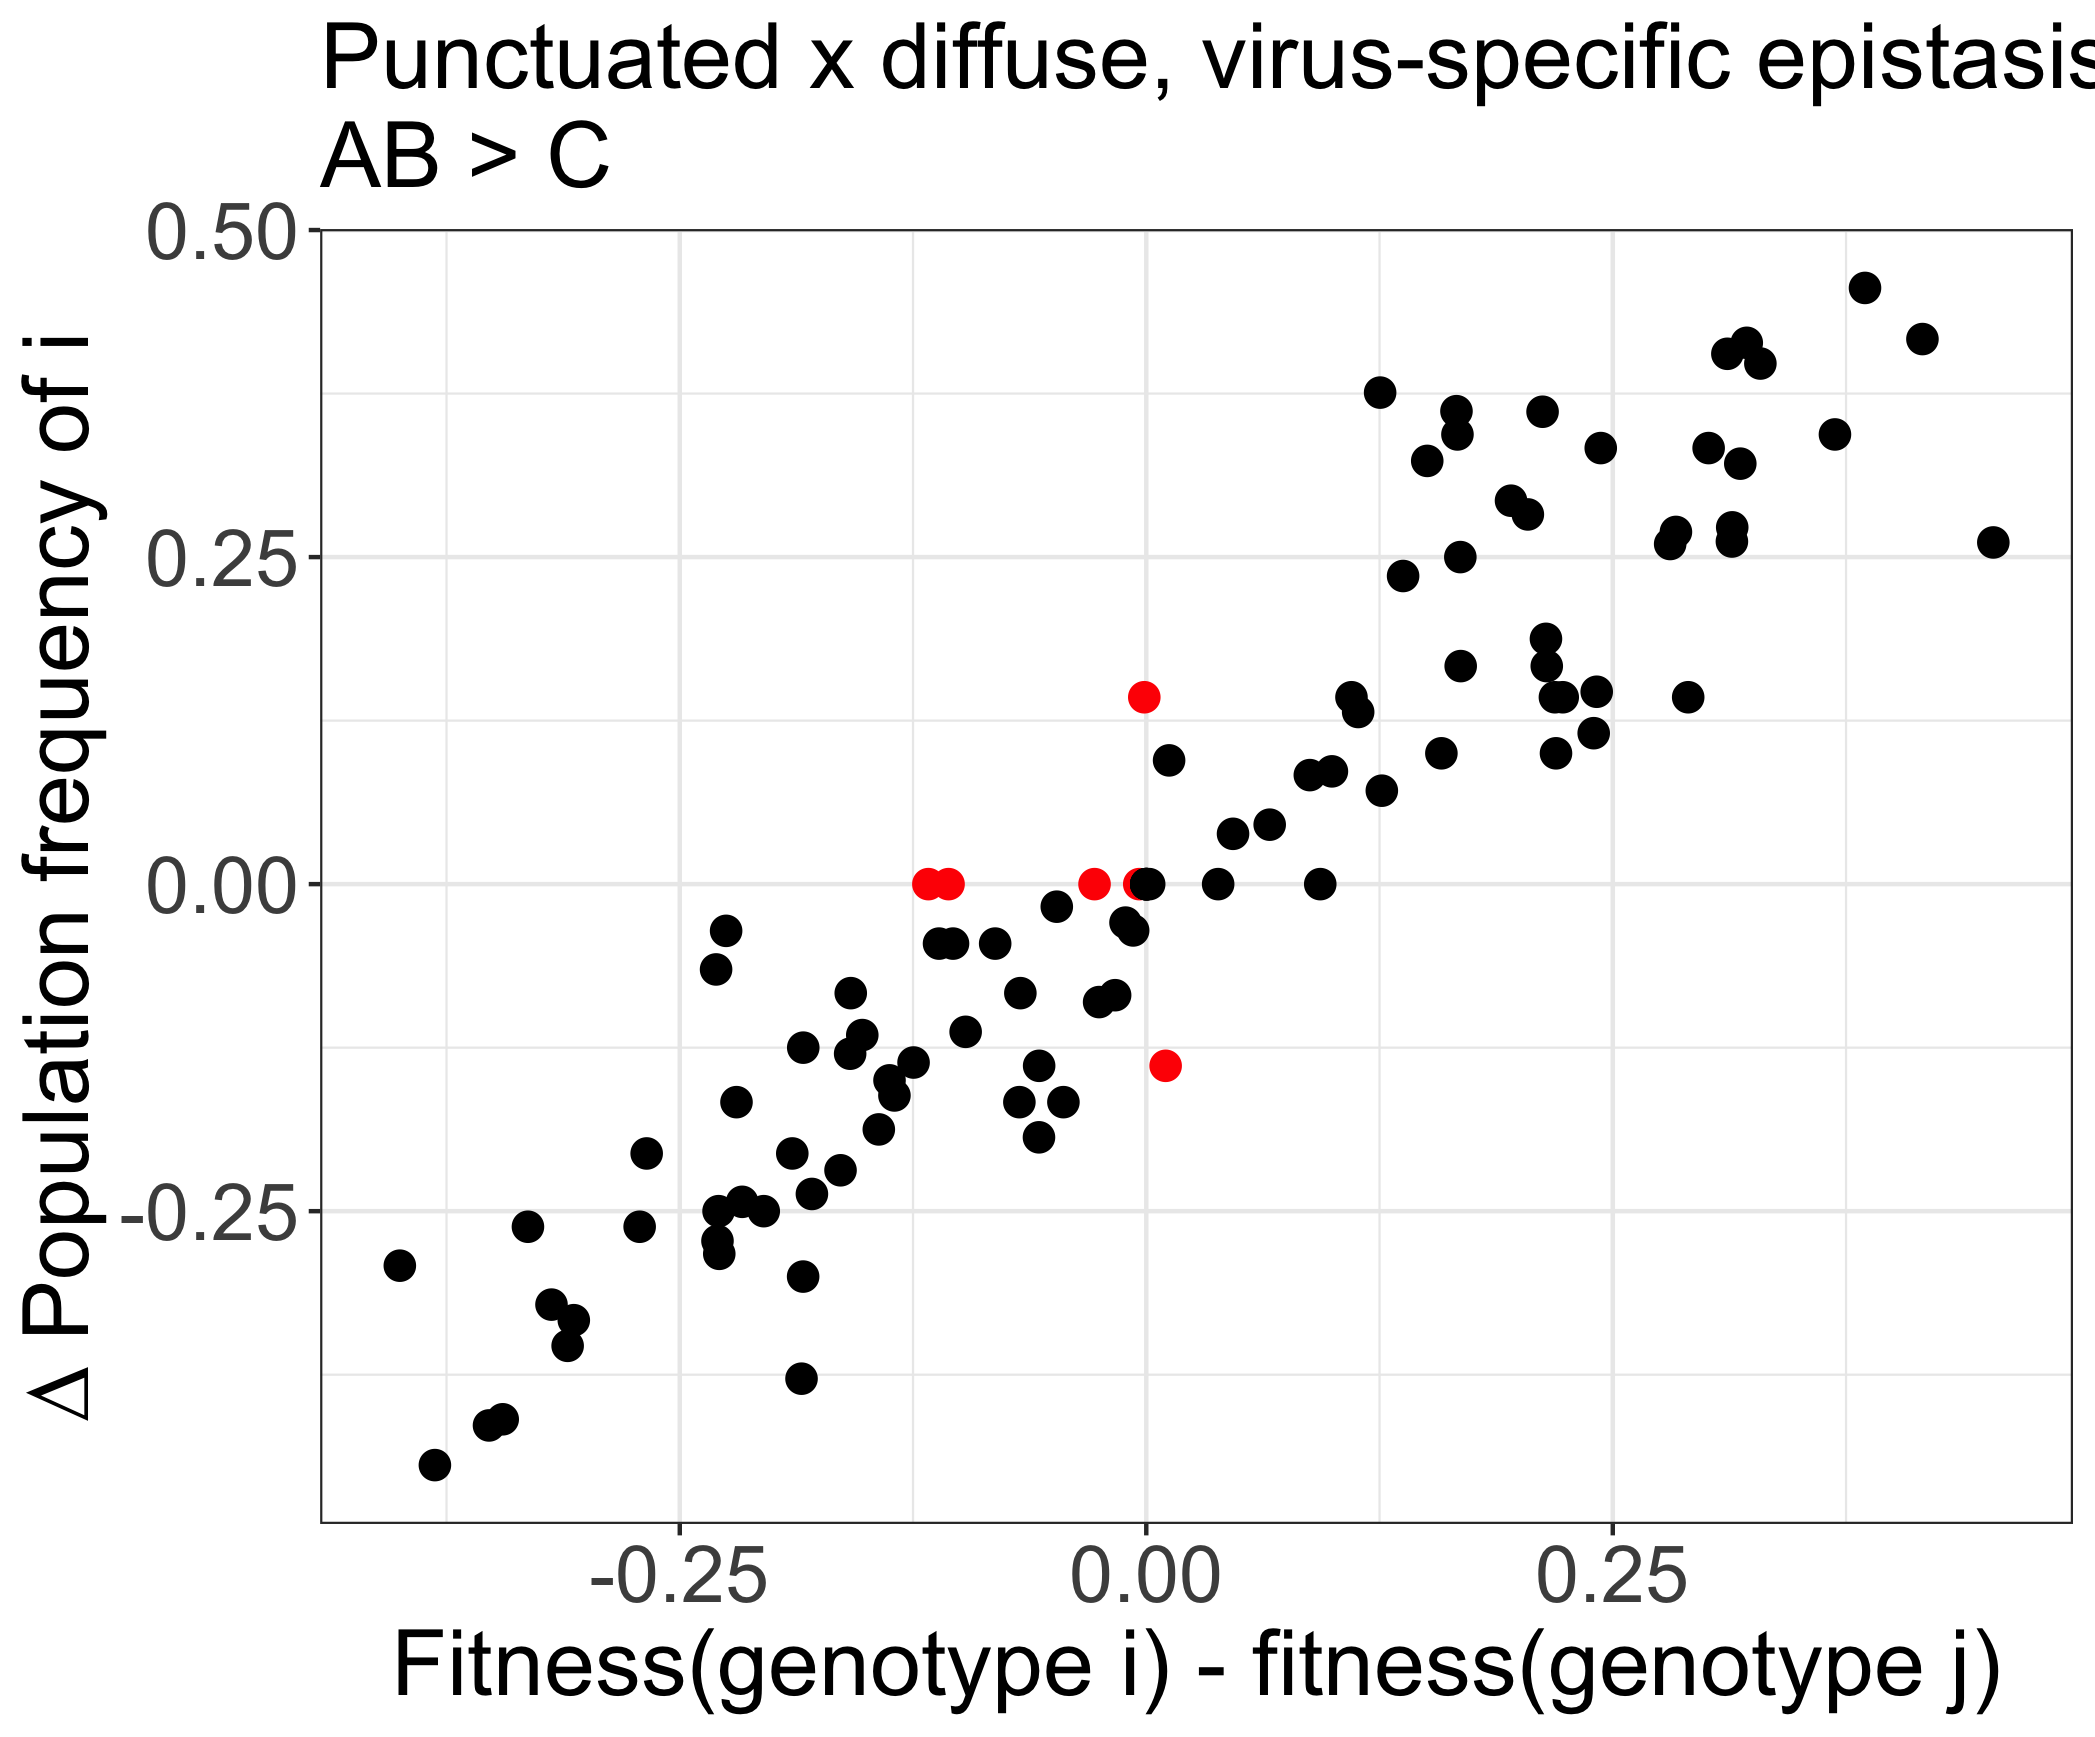 Punctuated x diffuse, virus-specific epistasis
AB > C
Δ Population frequency of i
0.50
0.25
0.00
-0.25
-0.25
0.00
0.25
Fitness(genotype i) - fitness(genotype j)